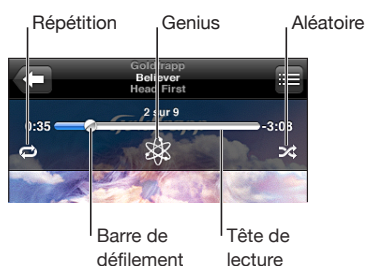 Répétition
Genius
Aléatoire
Goldfrapp
Believer
Head First
2 sur 9
0:35
-3:08
Barre de
défilement
Tête de
lecture